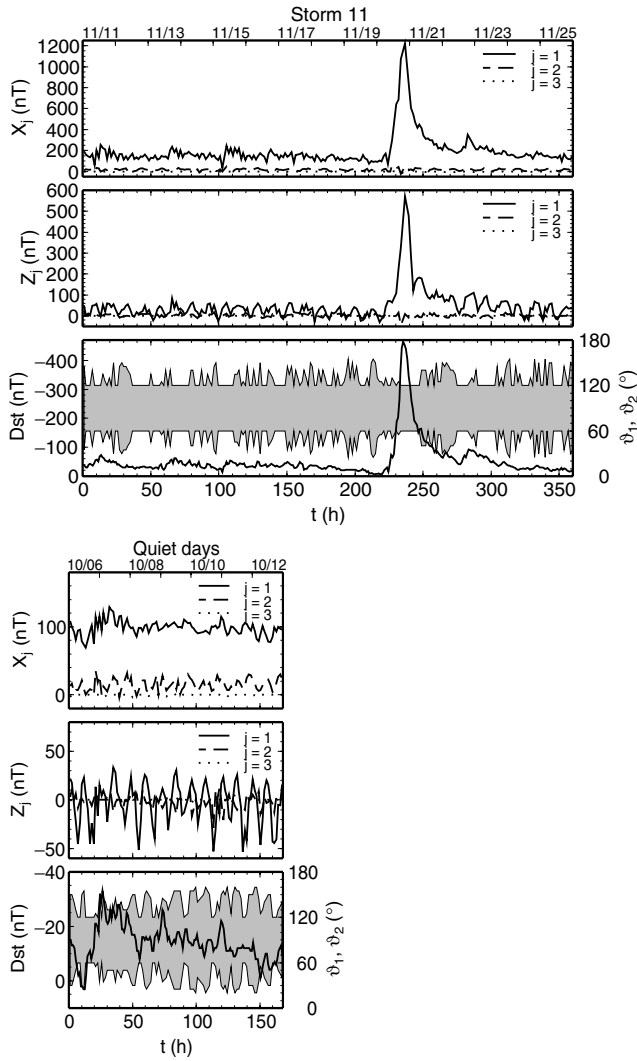 Storm 11
11/11 11/13 11/15 11/17 11/19 11/21 11/23 11/25
1200
1000
800
600
400
200
0
X_j (nT)
j = 1
j = 2
j = 3
600
500
400
300
200
100
0
Z_j (nT)
j = 1
j = 2
j = 3
−400
−300
−200
−100
0
Dst (nT)
180
120
60
0
ϑ_1, ϑ_2 (°)
0 50 100 150 200 250 300 350
t (h)
Quiet days
10/06 10/08 10/10 10/12
100
0
X_j (nT)
j = 1
j = 2
j = 3
50
0
−50
Z_j (nT)
j = 1
j = 2
j = 3
−40
−20
0
Dst (nT)
180
120
60
0
ϑ_1, ϑ_2 (°)
0 50 100 150
t (h)